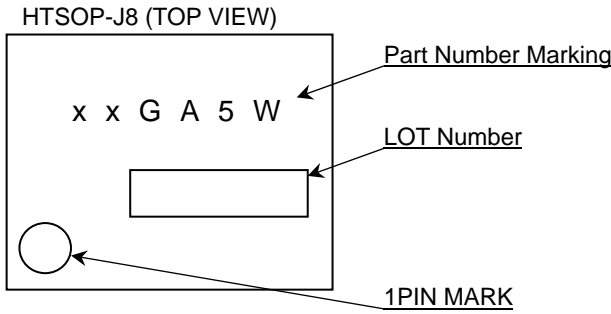 HTSOP-J8 (TOP VIEW)
Part Number Marking
x x G A 5 W
LOT Number
1PIN MARK